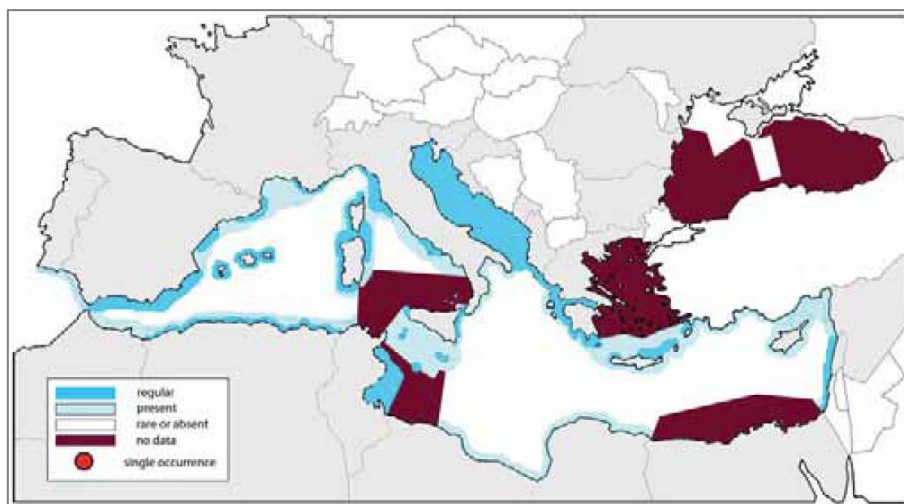 regular
present
rare or absent
no data
single occurrence